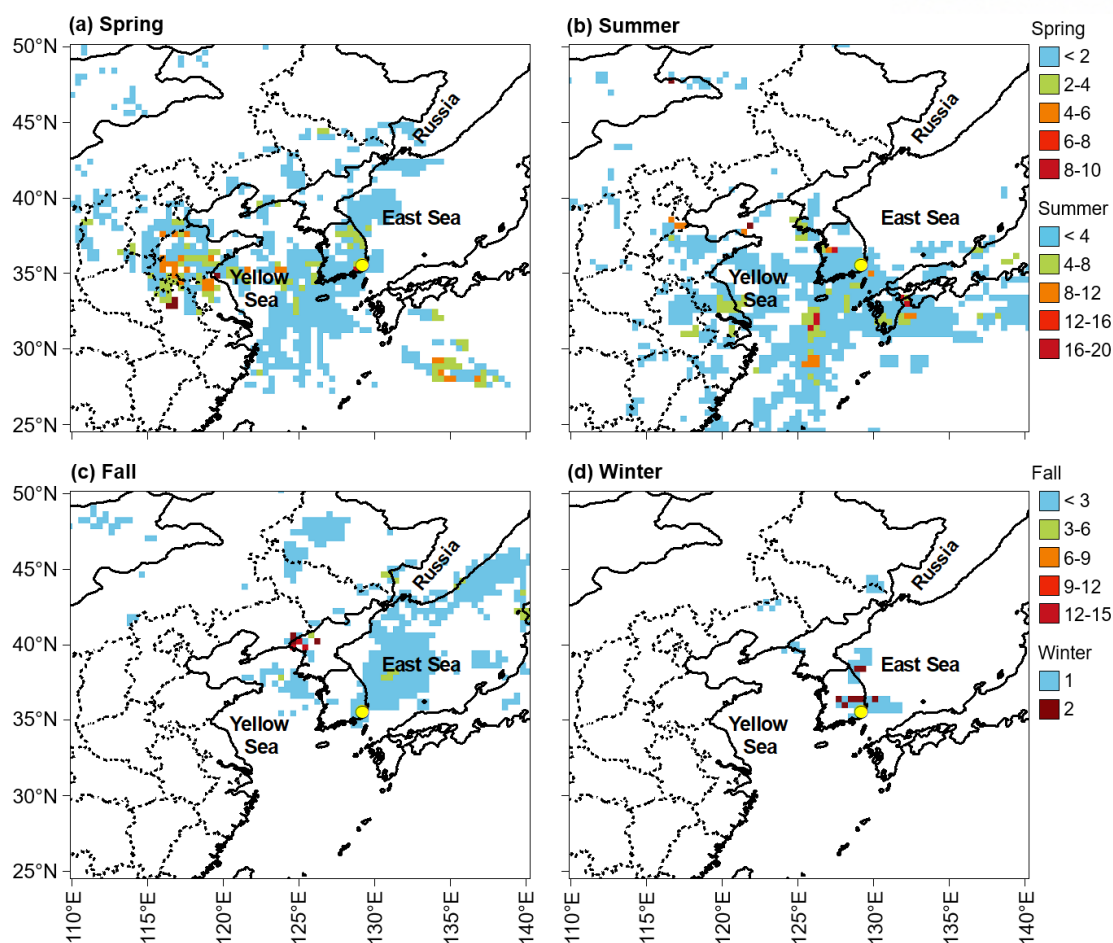 (a) Spring
(b) Summer
50°N
45°N
40°N
35°N
30°N
25°N
Russia
East Sea
Yellow
Sea
Russia
East Sea
Yellow
Sea
Spring
< 2
2-4
4-6
6-8
8-10
Summer
< 4
4-8
8-12
12-16
16-20
(c) Fall
(d) Winter
50°N
45°N
40°N
35°N
30°N
25°N
Russia
East Sea
Yellow
Sea
Russia
East Sea
Yellow
Sea
Fall
< 3
3-6
6-9
9-12
12-15
Winter
1
2
110°E
115°E
120°E
125°E
130°E
135°E
140°E
110°E
115°E
120°E
125°E
130°E
135°E
140°E